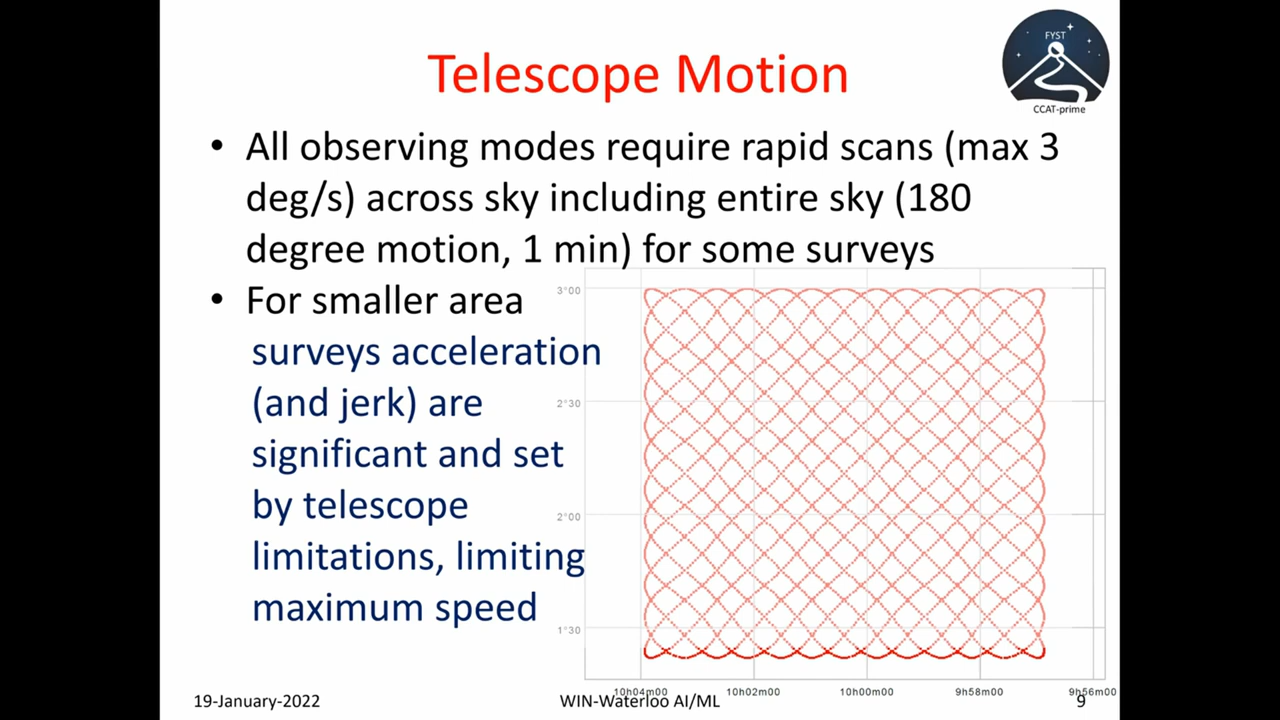 FYST
CCAT-prime
Telescope Motion
• All observing modes require rapid scans (max 3
deg/s) across sky including entire sky (180
degree motion, 1 min) for some surveys
• For smaller area
surveys acceleration
(and jerk) are
significant and set
by telescope
limitations, limiting
maximum speed
3°00
2°30
2°00
1°30
10h04m00 10h02m00 10h00m00 9h58m00 9h56m00
19-January-2022 WIN-Waterloo AI/ML 9